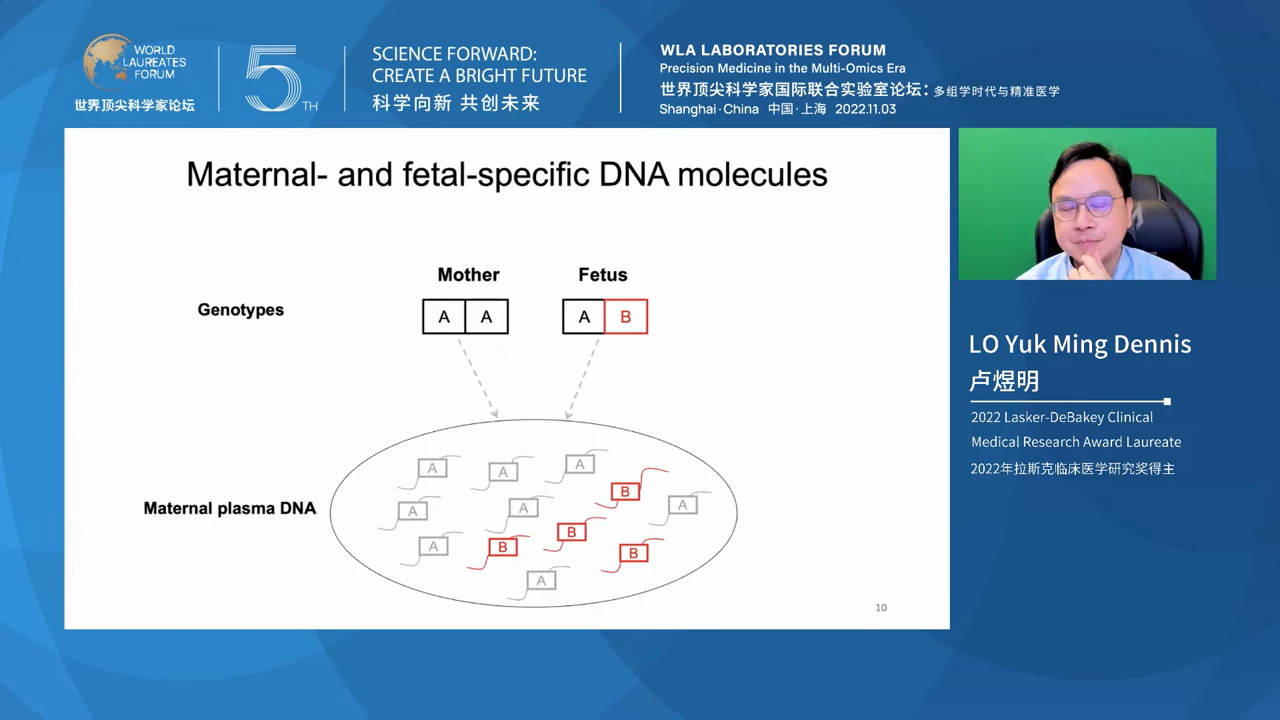 WORLD
LAUREATES
FORUM
世界顶尖科学家论坛
5TH
SCIENCE FORWARD:
CREATE A BRIGHT FUTURE
科学向新 共创未来
WLA LABORATORIES FORUM
Precision Medicine in the Multi-Omics Era
世界顶尖科学家国际联合实验室论坛：多组学时代与精准医学
Shanghai·China 中国·上海 2022.11.03
Maternal- and fetal-specific DNA molecules
Mother Fetus
Genotypes
A A A B
A A A
B
A A A
Maternal plasma DNA
B
A B B
A
10
LO Yuk Ming Dennis
卢煜明
2022 Lasker-DeBakey Clinical
Medical Research Award Laureate
2022年拉斯克临床医学研究奖得主